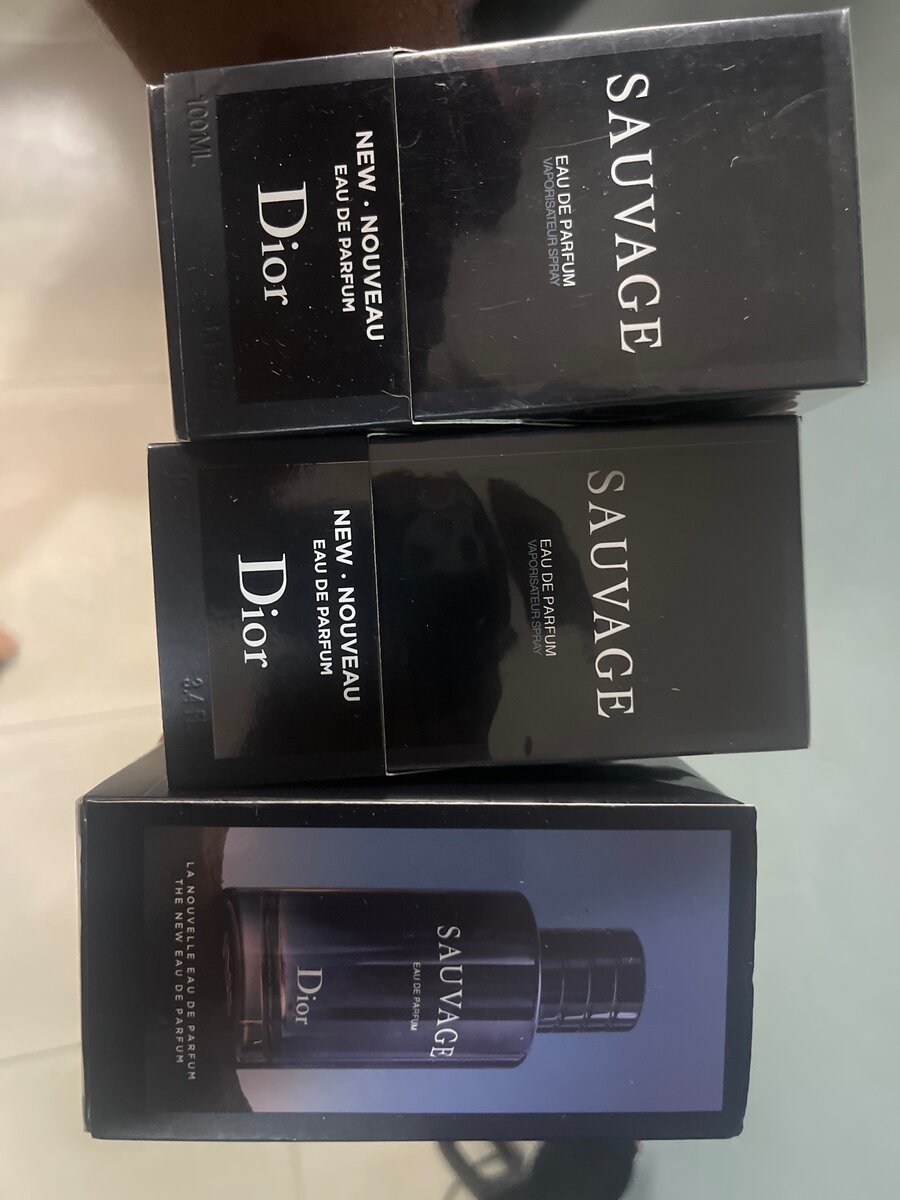 SAUVAGE
EAU DE PARFUM
VAPORISATEUR SPRAY
NEW · NOUVEAU
EAU DE PARFUM
Dior
100 ML
SAUVAGE
EAU DE PARFUM
VAPORISATEUR SPRAY
NEW · NOUVEAU
EAU DE PARFUM
Dior
3.4 Fl
SAUVAGE
EAU DE PARFUM
Dior
LA NOUVELLE EAU DE PARFUM
THE NEW EAU DE PARFUM